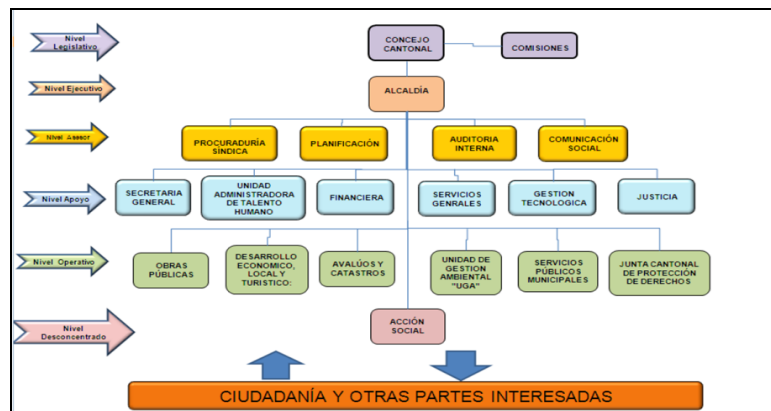 Nivel
Legislativo
CONCEJO
CANTONAL
COMISIONES
Nivel Ejecutivo
ALCALDÍA
Nivel Asesor
PROCURADURÍA
SÍNDICA
PLANIFICACIÓN
AUDITORIA
INTERNA
COMUNICACIÓN
SOCIAL
Nivel Apoyo
SECRETARIA
GENERAL
UNIDAD
ADMINISTRADORA
DE TALENTO
HUMANO
FINANCIERA
SERVICIOS
GENRALES
GESTION
TECNOLOGICA
JUSTICIA
Nivel Operativo
OBRAS
PÚBLICAS
DESARROLLO
ECONOMICO,
LOCAL Y
TURISTICO:
AVALÚOS Y
CATASTROS
UNIDAD DE
GESTION
AMBIENTAL
"UGA"
SERVICIOS
PÚBLICOS
MUNICIPALES
JUNTA CANTONAL
DE PROTECCIÓN
DE DERECHOS
Nivel
Desconcentrado
ACCIÓN
SOCIAL
CIUDADANÍA Y OTRAS PARTES INTERESADAS